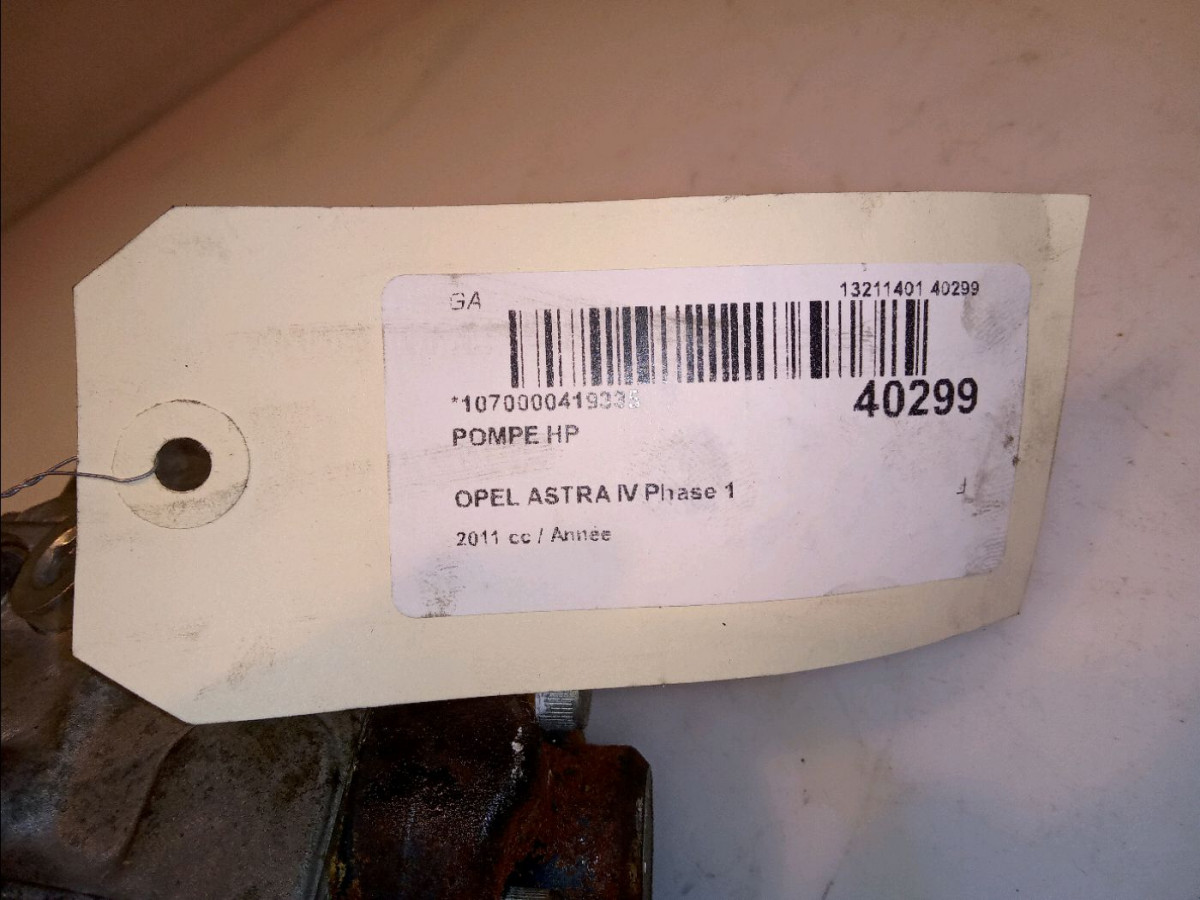 GA
13211401 40299
40299
POMPE HP
OPEL ASTRA IV Phase 1
J
2011 cc / Année